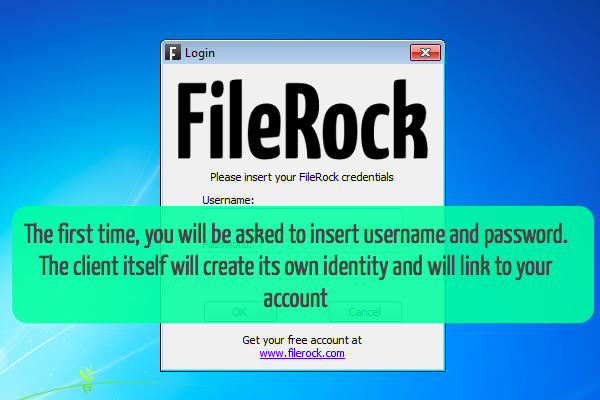 Login
FileRock
Please insert your FileRock credentials
Username:
The first time, you will be asked to insert username and password.
Password:
The client itself will create its own identity and will link to your
account
OK Cancel
Get your free account at
www.filerock.com